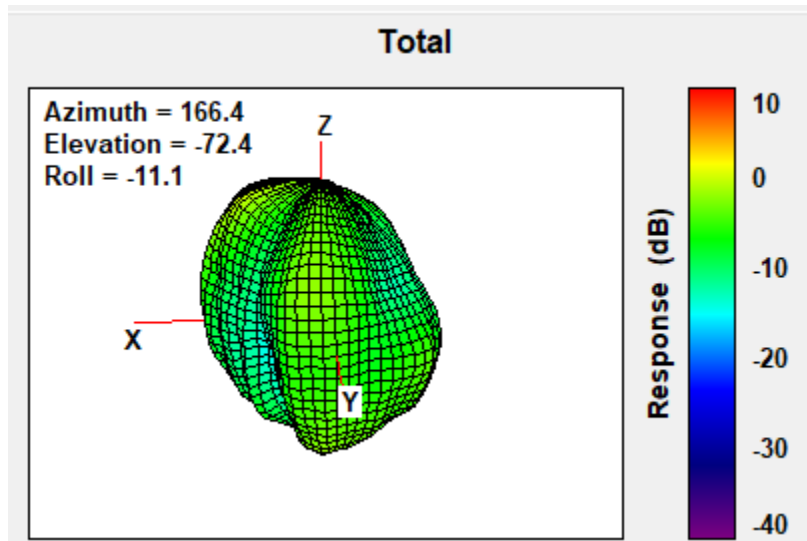 Total
Azimuth = 166.4
Elevation = -72.4
Roll = -11.1
Z
X
Y
10
0
-10
-20
-30
-40
Response (dB)